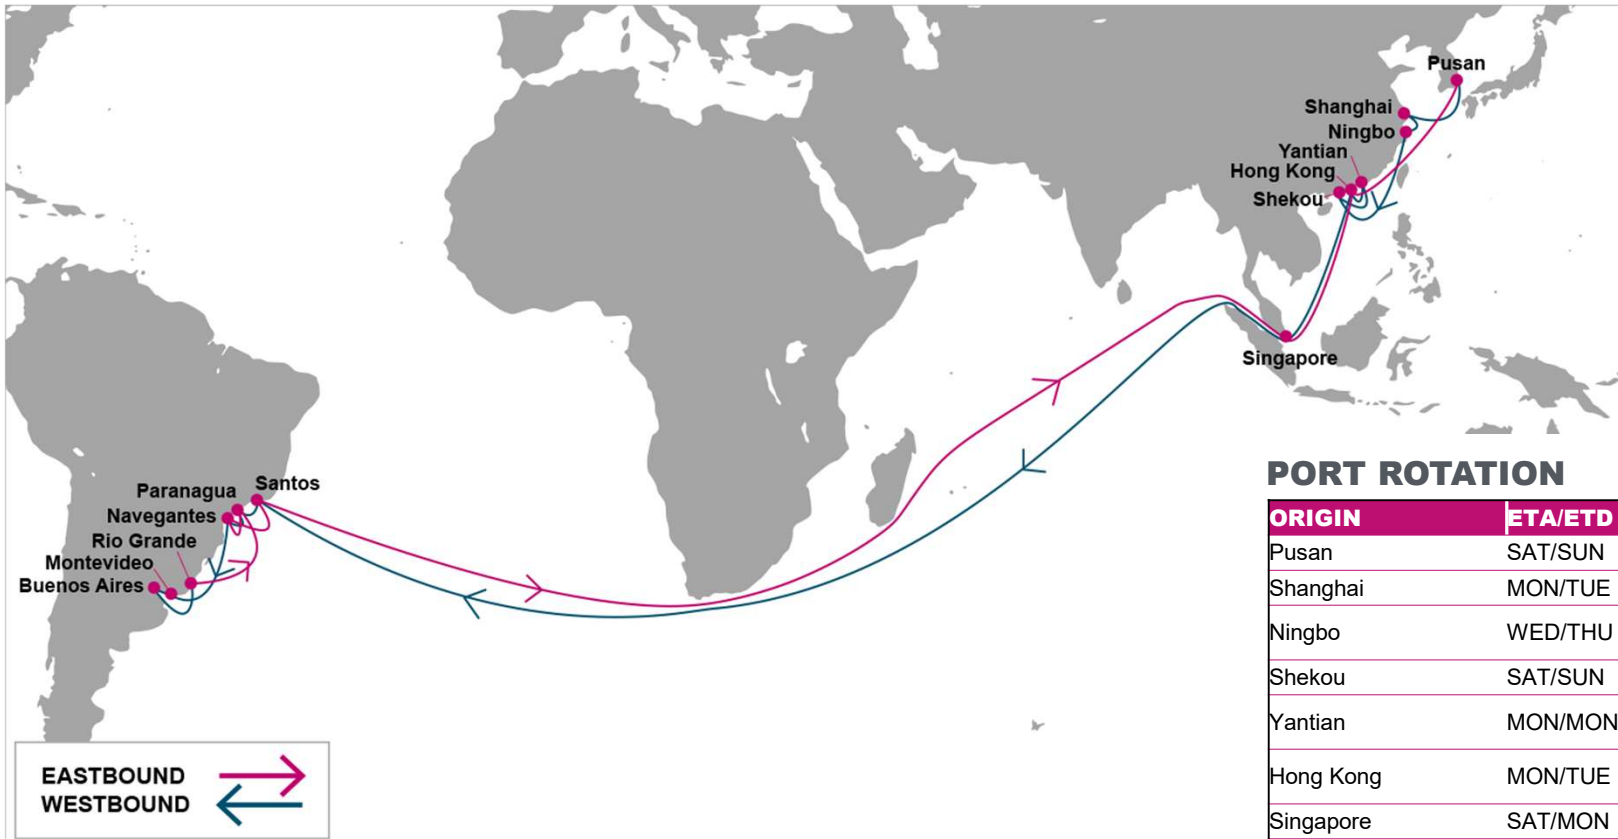 Pusan
Shanghai
Ningbo
Yantian
Hong Kong
Shekou
Singapore
Santos
Paranagua
Navegantes
Rio Grande
Montevideo
Buenos Aires
EASTBOUND
WESTBOUND
PORT ROTATION
ORIGIN ETA/ETD
Pusan SAT/SUN
Shanghai MON/TUE
Ningbo WED/THU
Shekou SAT/SUN
Yantian MON/MON
Hong Kong MON/TUE
Singapore SAT/MON